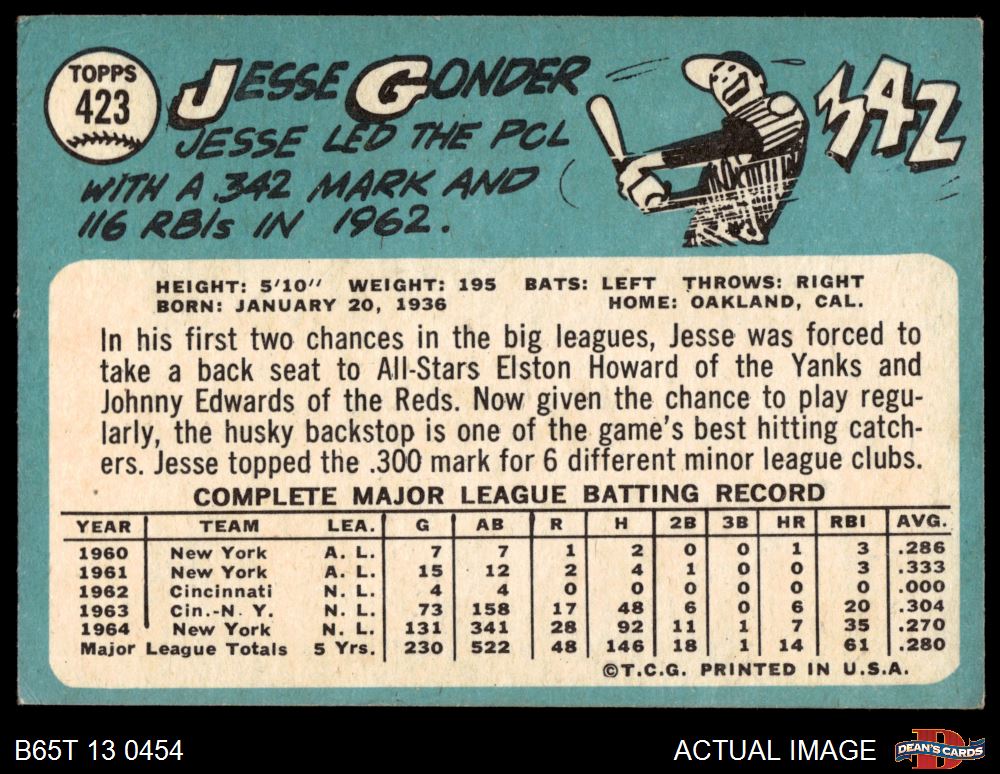 TOPPS
423
JESSE GONDER
JESSE LED THE PCL
WITH A .342 MARK AND
116 RBIs IN 1962.
342
HEIGHT: 5'10" WEIGHT: 195 BATS: LEFT THROWS: RIGHT
BORN: JANUARY 20, 1936 HOME: OAKLAND, CAL.
In his first two chances in the big leagues, Jesse was forced to
take a back seat to All-Stars Elston Howard of the Yanks and
Johnny Edwards of the Reds. Now given the chance to play regu-
larly, the husky backstop is one of the game's best hitting catch-
ers. Jesse topped the .300 mark for 6 different minor league clubs.
COMPLETE MAJOR LEAGUE BATTING RECORD
YEAR TEAM LEA. G AB R H 2B 3B HR RBI AVG.
1960 New York A. L. 7 7 1 2 0 0 1 3 .286
1961 New York A. L. 15 12 2 4 1 0 0 3 .333
1962 Cincinnati N. L. 4 4 0 0 0 0 0 0 .000
1963 Cin.-N. Y. N. L. 73 158 17 48 6 0 6 20 .304
1964 New York N. L. 131 341 28 92 11 1 7 35 .270
Major League Totals 5 Yrs. 230 522 48 146 18 1 14 61 .280
©T.C.G. PRINTED IN U.S.A.
B65T 13 0454 ACTUAL IMAGE DEAN'S CARDS